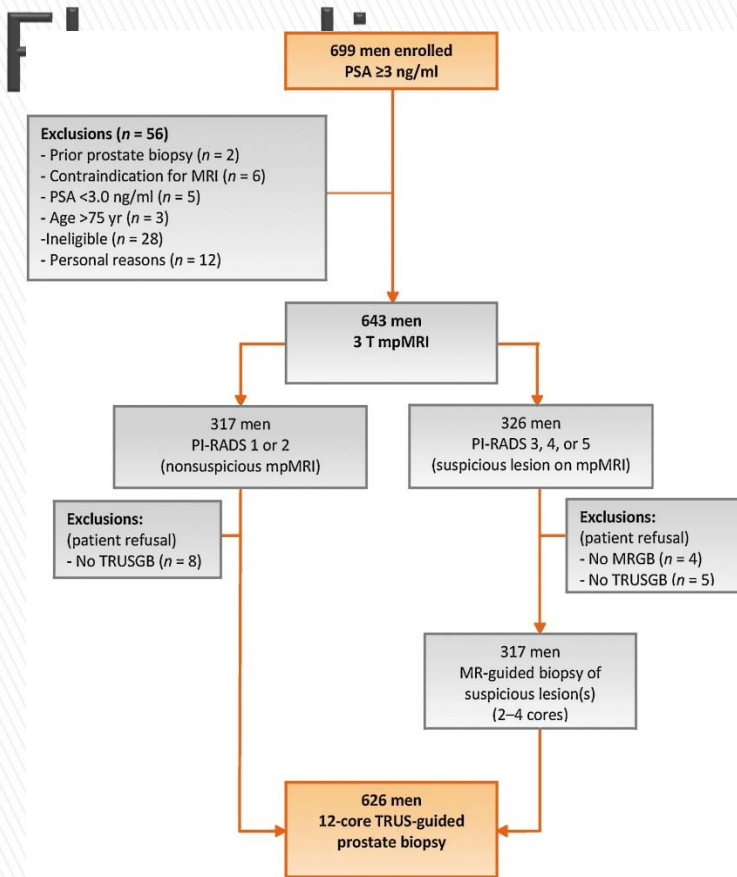 699 men enrolled
PSA ≥3 ng/ml
Exclusions (n = 56)
- Prior prostate biopsy (n = 2)
- Contraindication for MRI (n = 6)
- PSA <3.0 ng/ml (n = 5)
- Age >75 yr (n = 3)
-Ineligible (n = 28)
- Personal reasons (n = 12)
643 men
3 T mpMRI
317 men
PI-RADS 1 or 2
(nonsuspicious mpMRI)
326 men
PI-RADS 3, 4, or 5
(suspicious lesion on mpMRI)
Exclusions:
(patient refusal)
- No TRUSGB (n = 8)
Exclusions:
(patient refusal)
- No MRGB (n = 4)
- No TRUSGB (n = 5)
317 men
MR-guided biopsy of
suspicious lesion(s)
(2–4 cores)
626 men
12-core TRUS-guided
prostate biopsy